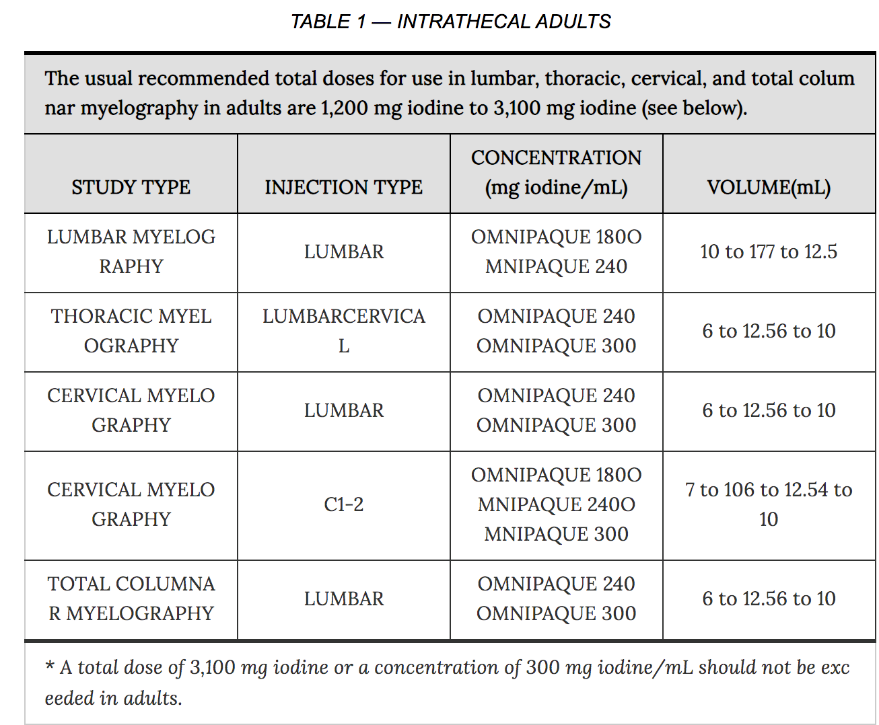 TABLE 1 — INTRATHECAL ADULTS
The usual recommended total doses for use in lumbar, thoracic, cervical, and total colum
nar myelography in adults are 1,200 mg iodine to 3,100 mg iodine (see below).
STUDY TYPE INJECTION TYPE CONCENTRATION
(mg iodine/mL) VOLUME(mL)
LUMBAR MYELOG
RAPHY
LUMBAR
OMNIPAQUE 180O
MNIPAQUE 240
10 to 177 to 12.5
THORACIC MYEL
OGRAPHY
LUMBARCERVICA
L
OMNIPAQUE 240
OMNIPAQUE 300
6 to 12.56 to 10
CERVICAL MYELO
GRAPHY
LUMBAR
OMNIPAQUE 240
OMNIPAQUE 300
6 to 12.56 to 10
CERVICAL MYELO
GRAPHY
C1-2
OMNIPAQUE 180O
MNIPAQUE 240O
MNIPAQUE 300
7 to 106 to 12.54 to
10
TOTAL COLUMNA
R MYELOGRAPHY
LUMBAR
OMNIPAQUE 240
OMNIPAQUE 300
6 to 12.56 to 10
* A total dose of 3,100 mg iodine or a concentration of 300 mg iodine/mL should not be exc
eeded in adults.